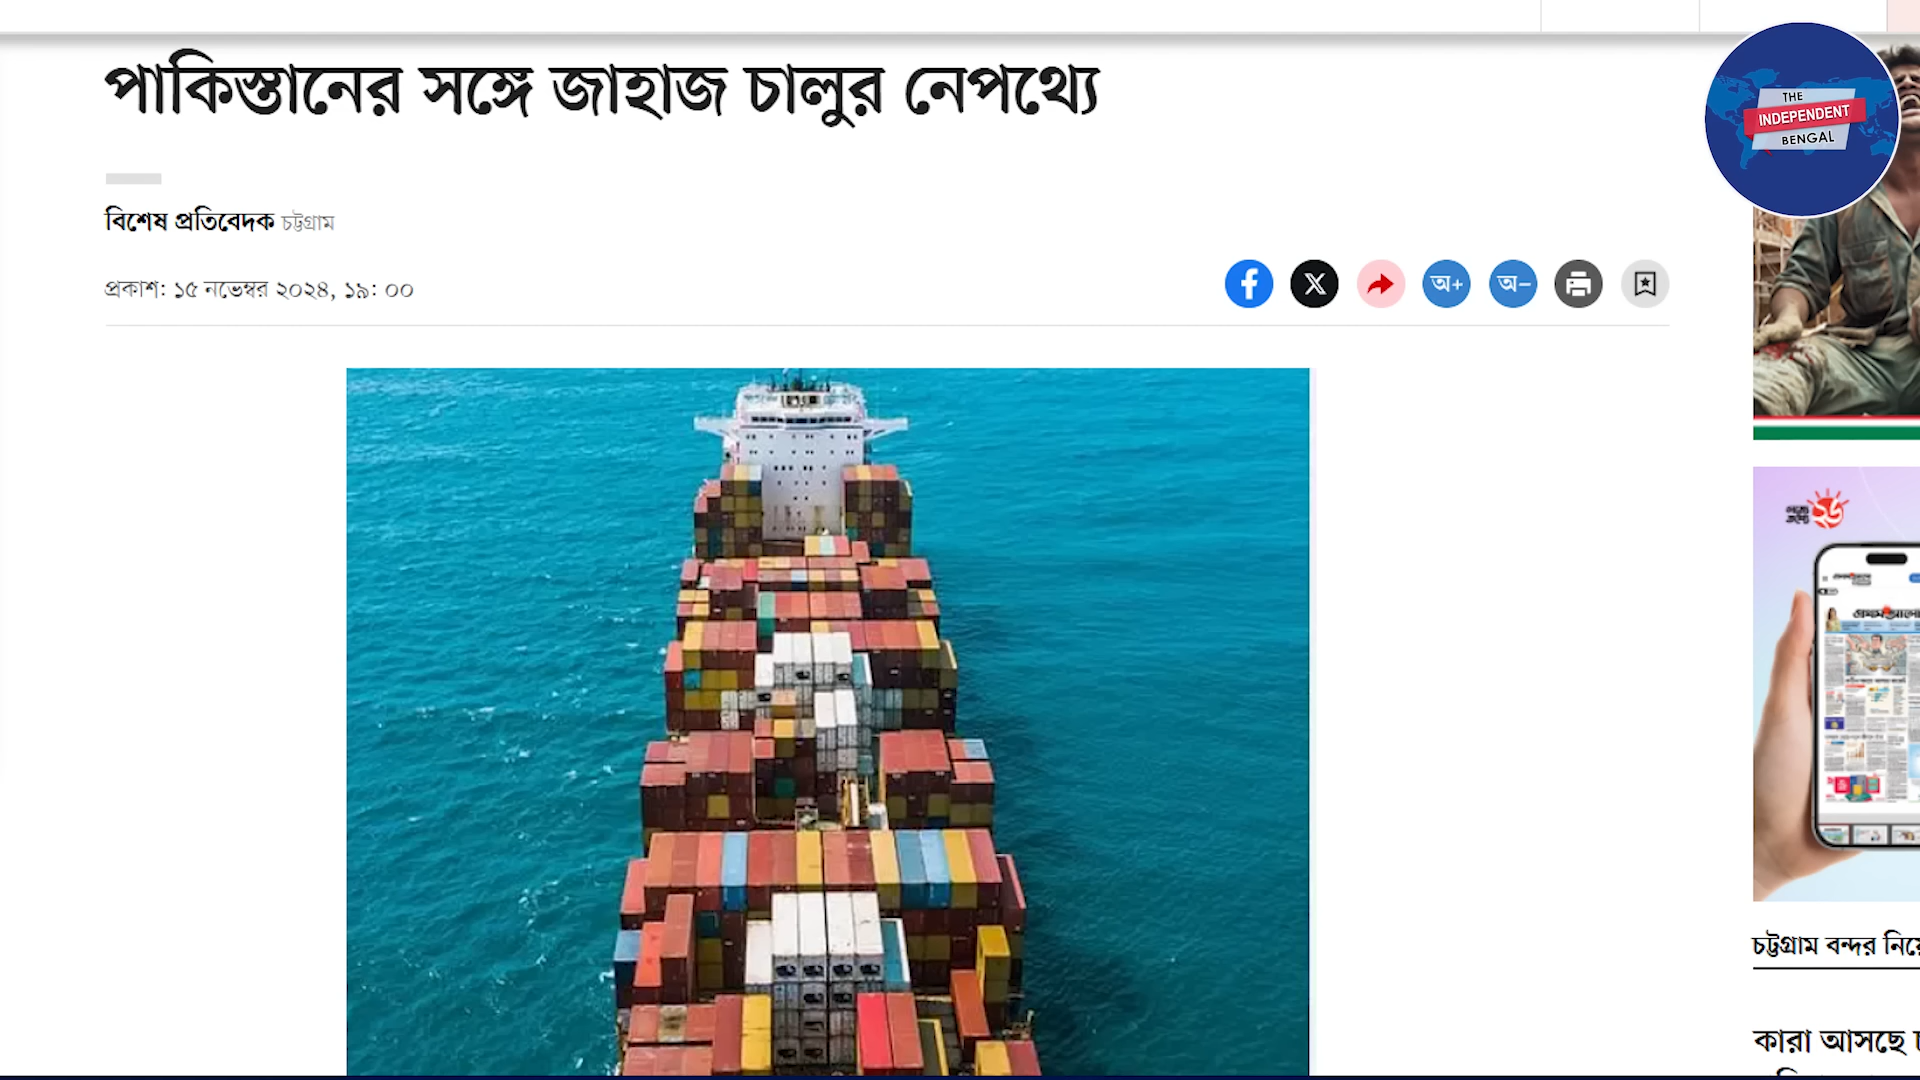 পাকিস্তানের সঙ্গে জাহাজ চালুর নেপথ্যে
THE
INDEPENDENT
BENGAL
বিশেষ প্রতিবেদক চট্টগ্রাম
প্রকাশ: ১৫ নভেম্বর ২০২৪, ১৯: ০০
অ+
অ−
চট্টগ্রাম বন্দর নিয়ে
কারা আসছে